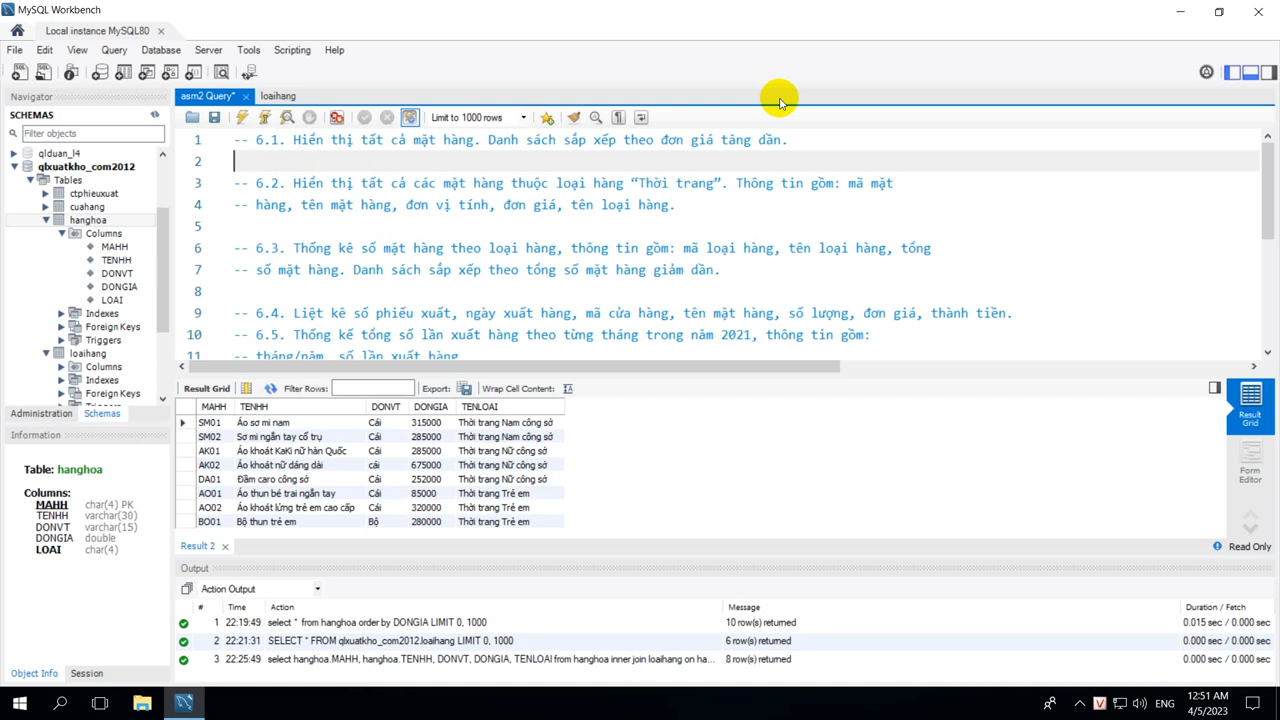 MySQL Workbench
Local instance MySQL80
File Edit View Query Database Server Tools Scripting Help
Navigator
SCHEMAS
Filter objects
qlduan_l4
qlxuatkho_com2012
Tables
ctphieuxuat
cuahang
hanghoa
Columns
MAHH
TENHH
DONVT
DONGIA
LOAI
Indexes
Foreign Keys
Triggers
loaihang
Columns
Indexes
Foreign Keys
Administration Schemas
Information
Table: hanghoa
Columns:
MAHH char(4) PK
TENHH varchar(30)
DONVT varchar(15)
DONGIA double
LOAI char(4)
Object Info Session
asm2 Query* loaihang
Limit to 1000 rows
1 -- 6.1. Hiển thị tất cả mặt hàng. Danh sách sắp xếp theo đơn giá tăng dần.
2
3 -- 6.2. Hiển thị tất cả các mặt hàng thuộc loại hàng “Thời trang”. Thông tin gồm: mã mặt
4 -- hàng, tên mặt hàng, đơn vị tính, đơn giá, tên loại hàng.
5
6 -- 6.3. Thống kê số mặt hàng theo loại hàng, thông tin gồm: mã loại hàng, tên loại hàng, tổng
7 -- số mặt hàng. Danh sách sắp xếp theo tổng số mặt hàng giảm dần.
8
9 -- 6.4. Liệt kê số phiếu xuất, ngày xuất hàng, mã cửa hàng, tên mặt hàng, số lượng, đơn giá, thành tiền.
10 -- 6.5. Thống kê tổng số lần xuất hàng theo từng tháng trong năm 2021, thông tin gồm:
11 -- tháng/năm, số lần xuất hàng
Result Grid Filter Rows: Export: Wrap Cell Content:
MAHH TENHH DONVT DONGIA TENLOAI
SM01 Áo sơ mi nam Cái 315000 Thời trang Nam công sở
SM02 Sơ mi ngắn tay cổ trụ Cái 285000 Thời trang Nam công sở
AK01 Áo khoát KaKi nữ hàn Quốc Cái 285000 Thời trang Nữ công sở
AK02 Áo khoát nữ dáng dài cái 675000 Thời trang Nữ công sở
DA01 Đầm caro công sở Cái 252000 Thời trang Nữ công sở
AO01 Áo thun bé trai ngắn tay Cái 85000 Thời trang Trẻ em
AO02 Áo khoát lửng trẻ em cao cấp Cái 320000 Thời trang Trẻ em
BO01 Bộ thun trẻ em Bộ 280000 Thời trang Trẻ em
Result Grid
Form Editor
Result 2
Read Only
Output
Action Output
# Time Action Message Duration / Fetch
1 22:19:49 select * from hanghoa order by DONGIA LIMIT 0, 1000 10 row(s) returned 0.015 sec / 0.000 sec
2 22:21:31 SELECT * FROM qlxuatkho_com2012.loaihang LIMIT 0, 1000 6 row(s) returned 0.000 sec / 0.000 sec
3 22:25:49 select hanghoa.MAHH, hanghoa.TENHH, DONVT, DONGIA, TENLOAI from hanghoa inner join loaihang on ha... 8 row(s) returned 0.000 sec / 0.000 sec
ENG
12:51 AM
4/5/2023